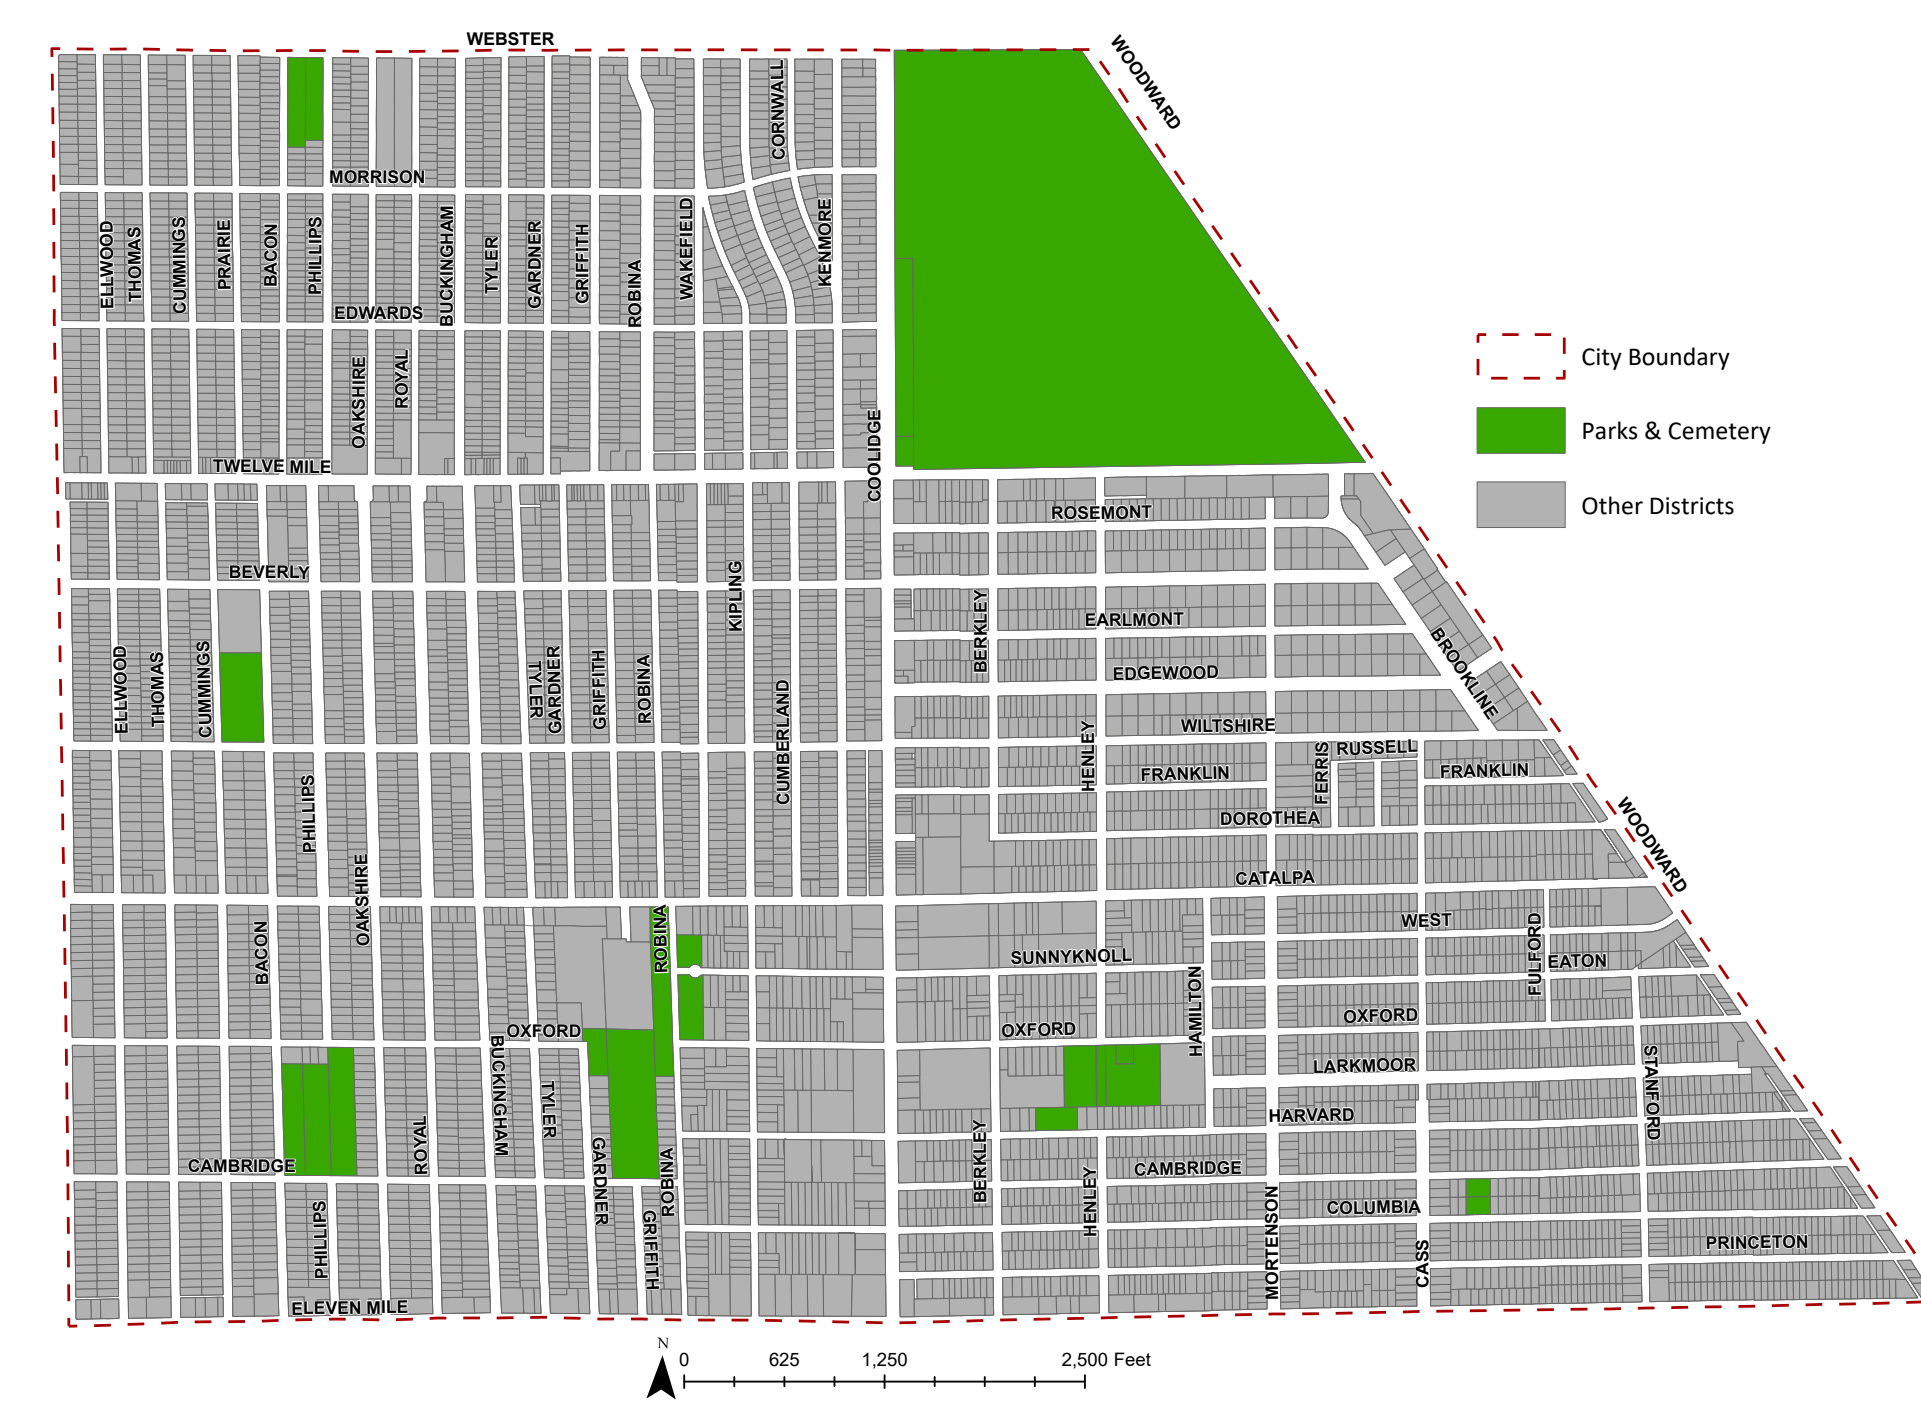 WEBSTER
WOODWARD
CORNWALL
MORRISON
ELLWOOD
THOMAS
CUMMINGS
PRAIRIE
BACON
PHILLIPS
BUCKINGHAM
TYLER
GARDNER
GRIFFITH
ROBINA
WAKEFIELD
KENMORE
EDWARDS
OAKSHIRE
ROYAL
COOLIDGE
TWELVE MILE
City Boundary
Parks & Cemetery
Other Districts
ROSEMONT
BEVERLY
KIPLING
BERKLEY
EARLMONT
BROOKLINE
ELLWOOD
THOMAS
CUMMINGS
TYLER
GARDNER
GRIFFITH
ROBINA
EDGEWOOD
CUMBERLAND
WILTSHIRE
HENLEY
FERRIS
RUSSELL
FRANKLIN
FRANKLIN
PHILLIPS
DOROTHEA
WOODWARD
OAKSHIRE
CATALPA
BACON
ROBINA
WEST
FULFORD
SUNNYKNOLL
EATON
HAMILTON
OXFORD
OXFORD
OXFORD
BUCKINGHAM
TYLER
LARKMOOR
STANFORD
HARVARD
ROYAL
GARDNER
ROBINA
BERKLEY
CAMBRIDGE
CAMBRIDGE
HENLEY
MORTENSON
COLUMBIA
PHILLIPS
GRIFFITH
CASS
PRINCETON
ELEVEN MILE
N
0 625 1,250 2,500 Feet